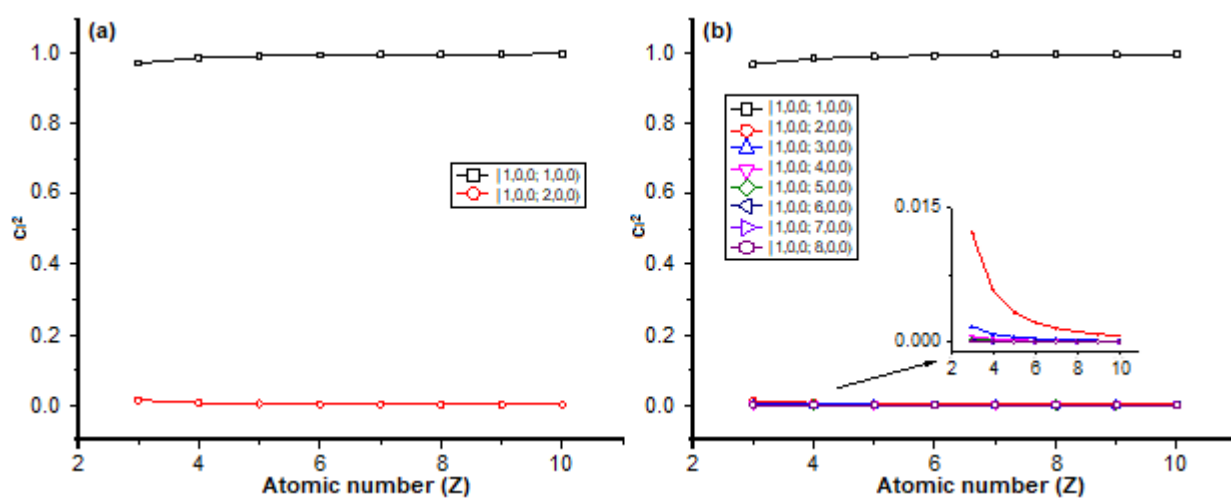 (a)
1.0
0.8
0.6
0.4
0.2
0.0
cᵢ²
|1,0,0; 1,0,0⟩
|1,0,0; 2,0,0⟩
2 4 6 8 10
Atomic number (Z)
(b)
1.0
0.8
0.6
0.4
0.2
0.0
cᵢ²
|1,0,0; 1,0,0⟩
|1,0,0; 2,0,0⟩
|1,0,0; 3,0,0⟩
|1,0,0; 4,0,0⟩
|1,0,0; 5,0,0⟩
|1,0,0; 6,0,0⟩
|1,0,0; 7,0,0⟩
|1,0,0; 8,0,0⟩
0.015
0.000
2 4 6 8 10
2 4 6 8 10
Atomic number (Z)